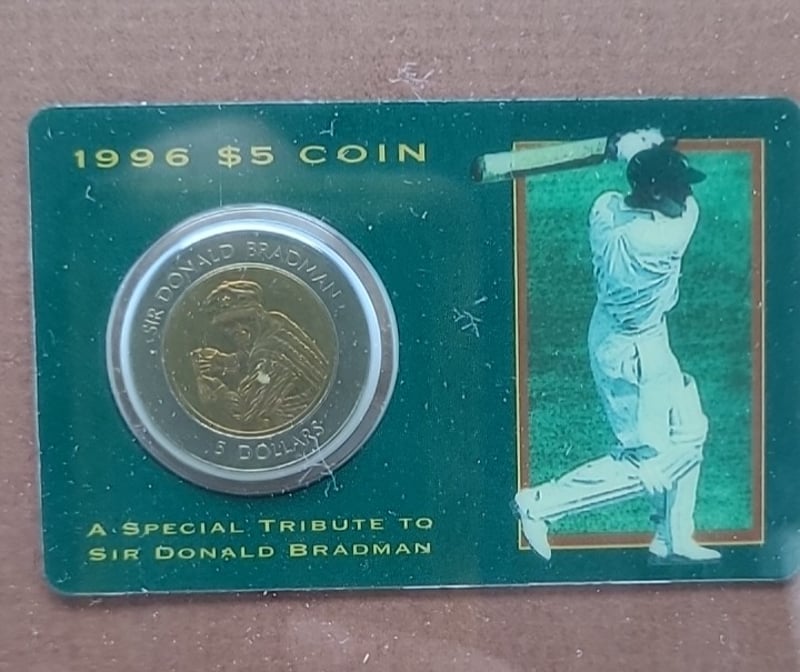 1996 $5 COIN
SIR DONALD BRADMAN
5 DOLLARS
A SPECIAL TRIBUTE TO
SIR DONALD BRADMAN